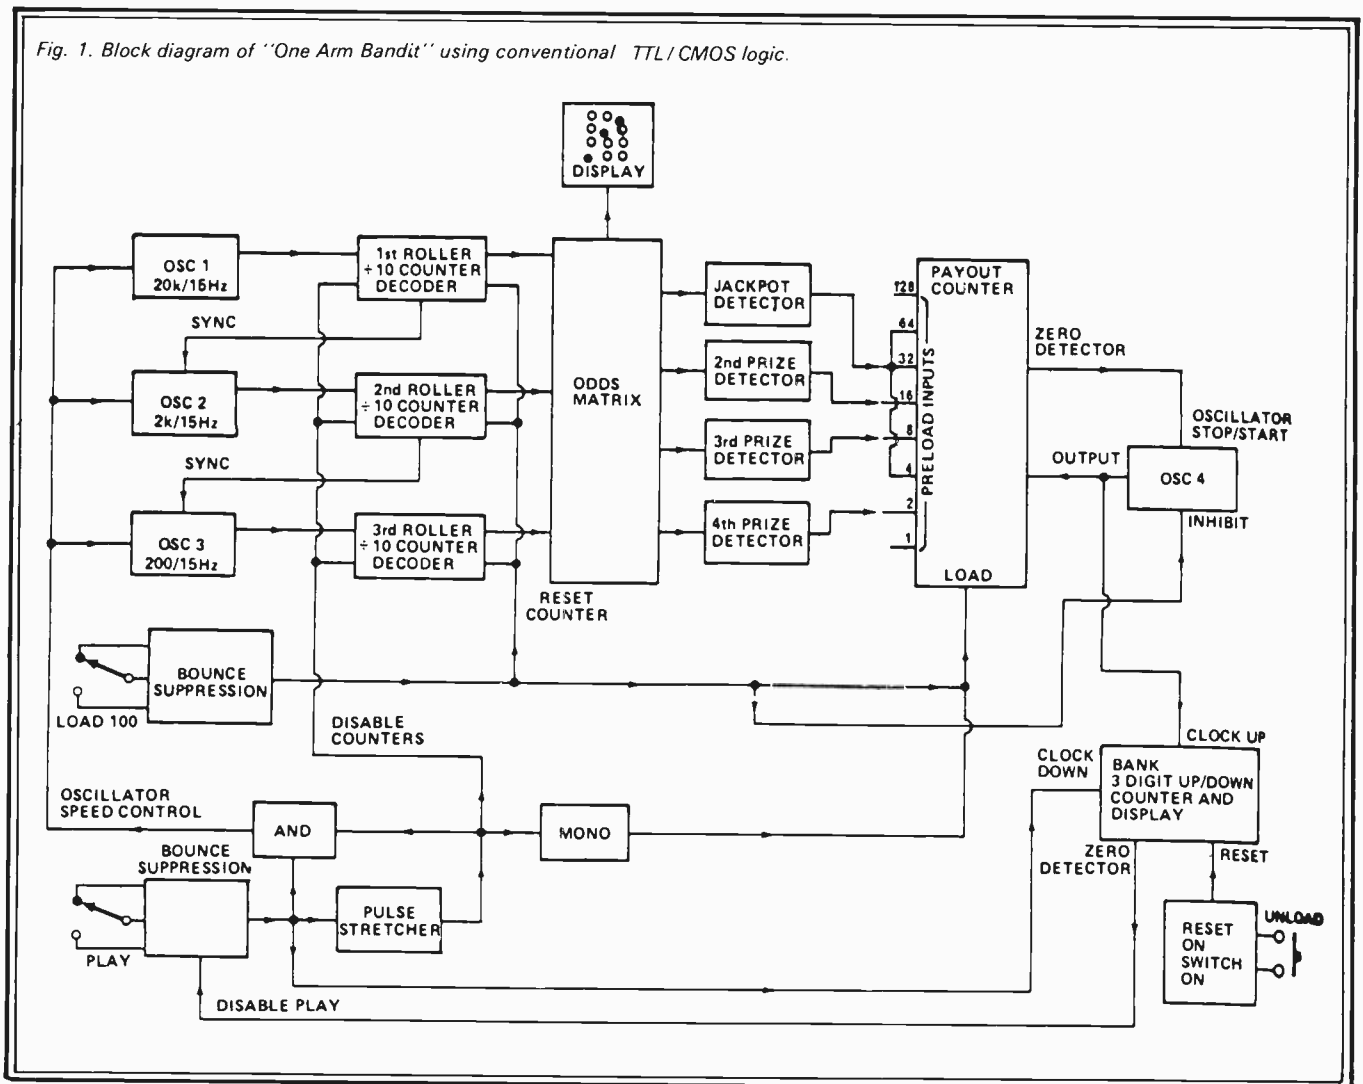 Fig. 1. Block diagram of "One Arm Bandit" using conventional TTL/CMOS logic.
DISPLAY
OSC 1
20k/15Hz
1st ROLLER
÷10 COUNTER
DECODER
SYNC
OSC 2
2k/15Hz
2nd ROLLER
÷10 COUNTER
DECODER
SYNC
OSC 3
200/15Hz
3rd ROLLER
÷10 COUNTER
DECODER
ODDS
MATRIX
RESET
COUNTER
JACKPOT
DETECTOR
2nd PRIZE
DETECTOR
3rd PRIZE
DETECTOR
4th PRIZE
DETECTOR
PAYOUT
COUNTER
128
64
32
16
8
4
2
1
PRELOAD INPUTS
LOAD
ZERO
DETECTOR
OSCILLATOR
STOP/START
OUTPUT
OSC 4
INHIBIT
BOUNCE
SUPPRESSION
LOAD 100
DISABLE
COUNTERS
OSCILLATOR
SPEED CONTROL
AND
MONO
BOUNCE
SUPPRESSION
PULSE
STRETCHER
PLAY
DISABLE PLAY
CLOCK UP
CLOCK
DOWN
BANK
3 DIGIT UP/DOWN
COUNTER AND
DISPLAY
ZERO
DETECTOR
RESET
RESET
ON
SWITCH
ON
UNLOAD